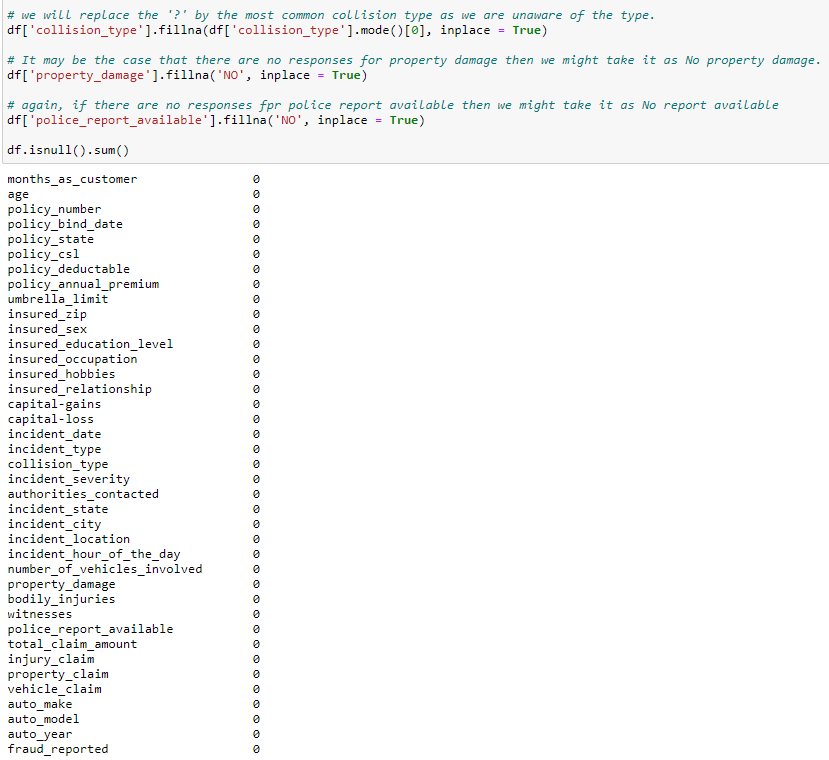 # we will replace the '?' by the most common collision type as we are unaware of the type.
df['collision_type'].fillna(df['collision_type'].mode()[0], inplace = True)
# It may be the case that there are no responses for property damage then we might take it as No property damage.
df['property_damage'].fillna('NO', inplace = True)
# again, if there are no responses fpr police report available then we might take it as No report available
df['police_report_available'].fillna('NO', inplace = True)
df.isnull().sum()
months_as_customer 0
age 0
policy_number 0
policy_bind_date 0
policy_state 0
policy_csl 0
policy_deductable 0
policy_annual_premium 0
umbrella_limit 0
insured_zip 0
insured_sex 0
insured_education_level 0
insured_occupation 0
insured_hobbies 0
insured_relationship 0
capital-gains 0
capital-loss 0
incident_date 0
incident_type 0
collision_type 0
incident_severity 0
authorities_contacted 0
incident_state 0
incident_city 0
incident_location 0
incident_hour_of_the_day 0
number_of_vehicles_involved 0
property_damage 0
bodily_injuries 0
witnesses 0
police_report_available 0
total_claim_amount 0
injury_claim 0
property_claim 0
vehicle_claim 0
auto_make 0
auto_model 0
auto_year 0
fraud_reported 0